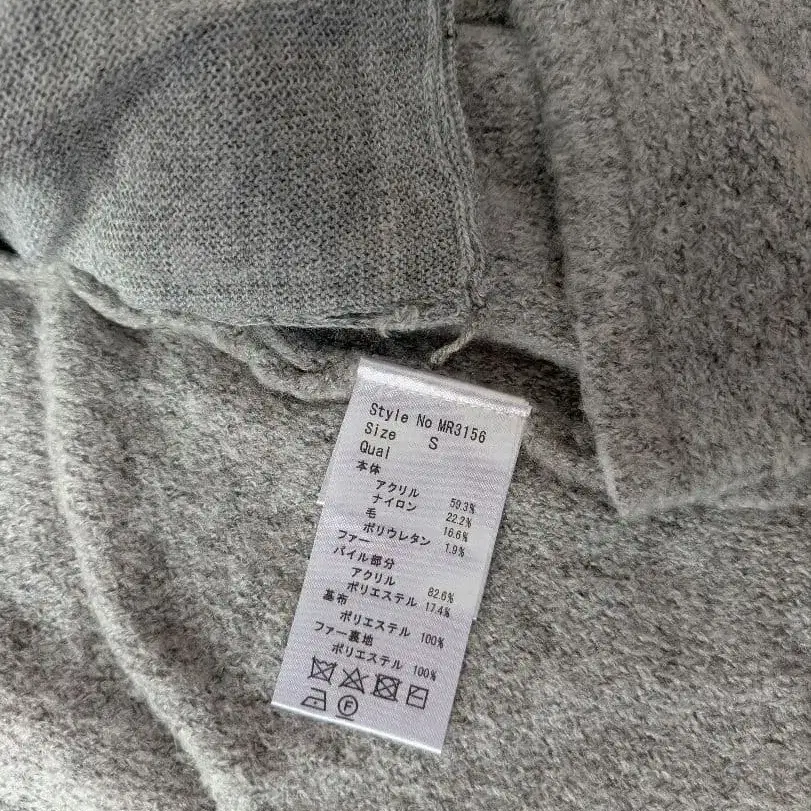 Style No MR3156
Size S
Qual
本体
アクリル 59.3%
ナイロン 22.2%
毛 16.6%
ポリウレタン 1.9%
ファー
パイル部分
アクリル 82.6%
ポリエステル 17.4%
基布
ポリエステル 100%
ファー裏地
ポリエステル 100%
F